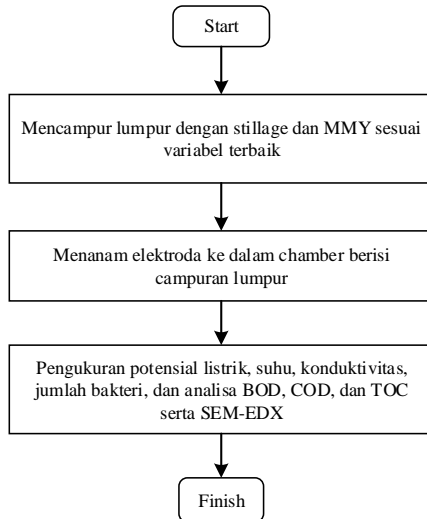 Start
Mencampur lumpur dengan stillage dan MMY sesuai
variabel terbaik
Menanam elektroda ke dalam chamber berisi
campuran lumpur
Pengukuran potensial listrik, suhu, konduktivitas,
jumlah bakteri, dan analisa BOD, COD, dan TOC
serta SEM-EDX
Finish